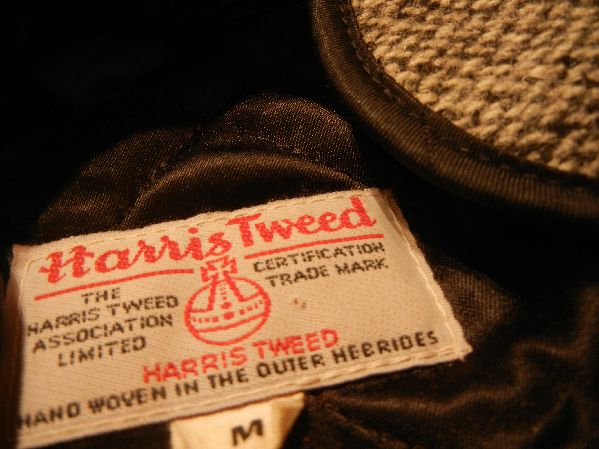 Harris Tweed
THE
HARRIS TWEED
ASSOCIATION
LIMITED
CERTIFICATION
TRADE MARK
HARRIS TWEED
HAND WOVEN IN THE OUTER HEBRIDES
M